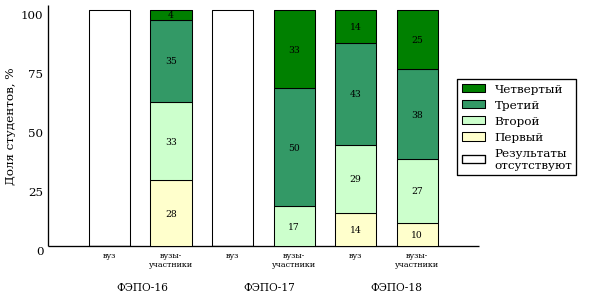 100
75
50
25
0
Доля студентов, %
4
35
33
28
33
50
17
14
43
29
14
25
38
27
10
вуз
вузы-
участники
вуз
вузы-
участники
вуз
вузы-
участники
ФЭПО-16
ФЭПО-17
ФЭПО-18
Четвертый
Третий
Второй
Первый
Результаты
отсутствуют